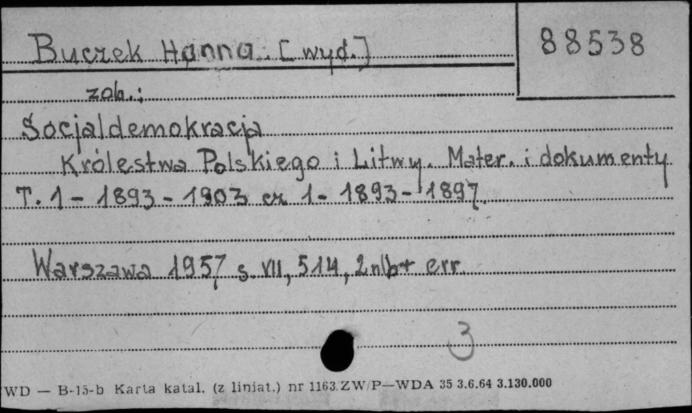 Buczek Hanna [wyd.] 88538
zob.:
Socjaldemokracja
Królestwa Polskiego i Litwy. Mater. i dokumenty
T. 1 - 1893 - 1903 cz 1 - 1893 - 1897
Warszawa 1957 s. VII, 514, 2nlb + err.
3
WD — B-15-b Karta katal. (z liniat.) nr 1163 ZW/P—WDA 35 3.6.64 3.130.000